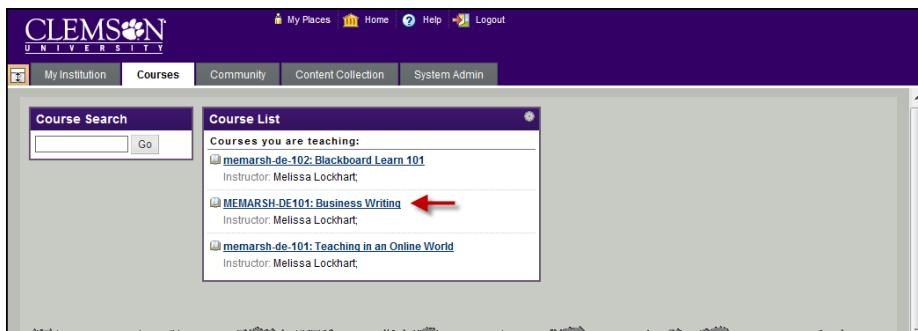 My Places Home Help Logout
CLEMSON
UNIVERSITY
My Institution Courses Community Content Collection System Admin
Course Search
Go
Course List
Courses you are teaching:
memarsh-de-102: Blackboard Learn 101
Instructor: Melissa Lockhart;
MEMARSH-DE101: Business Writing
Instructor: Melissa Lockhart;
memarsh-de-101: Teaching in an Online World
Instructor: Melissa Lockhart;